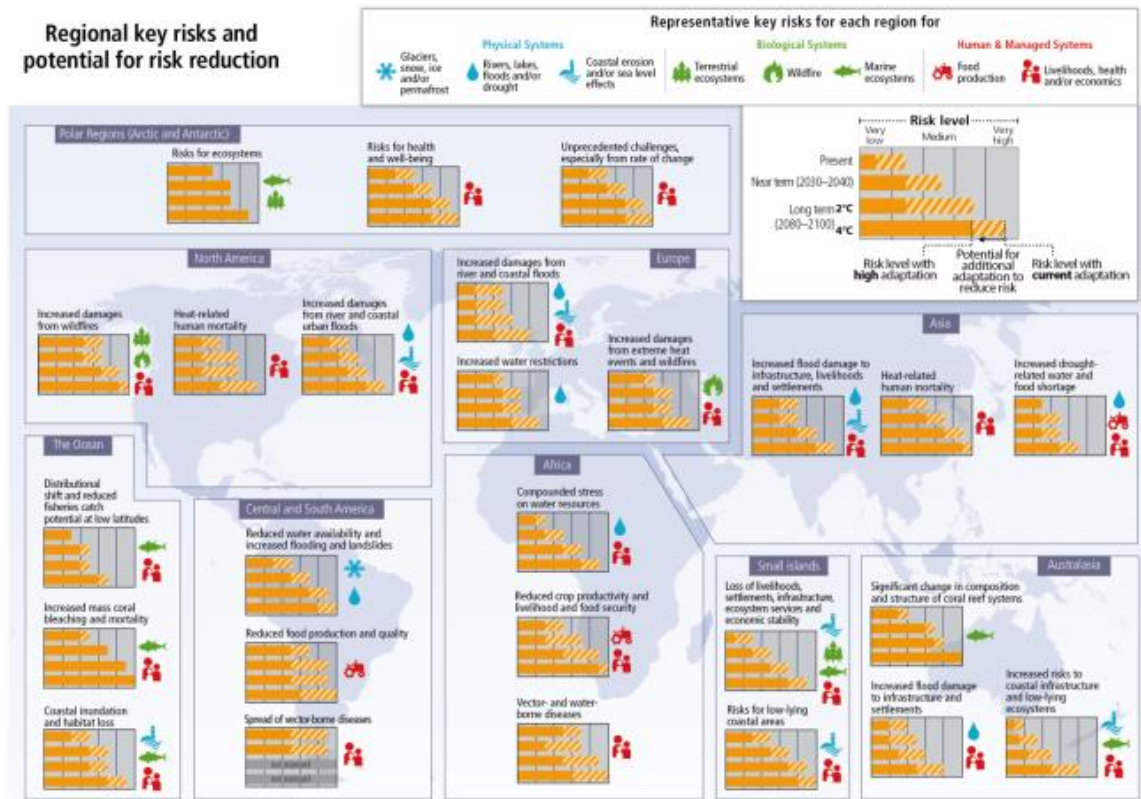 Regional key risks and
potential for risk reduction
Representative key risks for each region for
Physical Systems
Biological Systems
Human & Managed Systems
Glaciers,
snow, ice
and/or
permafrost
Rivers, lakes,
floods and/or
drought
Coastal erosion
and/or sea level
effects
Terrestrial
ecosystems
Wildfire
Marine
ecosystems
Food
production
Livelihoods, health
and/or economics
Risk level
Very
low
Medium
Very
high
Present
Near term (2030–2040)
Long term 2°C
(2080–2100) 4°C
Risk level with
high adaptation
Potential for
additional
adaptation to
reduce risk
Risk level with
current adaptation
Polar Regions (Arctic and Antarctic)
Risks for ecosystems
Risks for health
and well-being
Unprecedented challenges,
especially from rate of change
North America
Increased damages
from wildfires
Heat-related
human mortality
Increased damages
from river and coastal
urban floods
Europe
Increased damages from
river and coastal floods
Increased water restrictions
Increased damages
from extreme heat
events and wildfires
Asia
Increased flood damage to
infrastructure, livelihoods
and settlements
Heat-related
human mortality
Increased drought-
related water and
food shortage
The Ocean
Distributional
shift and reduced
fisheries catch
potential at low latitudes
Increased mass coral
bleaching and mortality
Coastal inundation
and habitat loss
Central and South America
Reduced water availability and
increased flooding and landslides
Reduced food production and quality
Spread of vector-borne diseases
Africa
Compounded stress
on water resources
Reduced crop productivity and
livelihood and food security
Vector- and water-
borne diseases
Small islands
Loss of livelihoods,
settlements, infrastructure,
ecosystem services and
economic stability
Risks for low-lying
coastal areas
Australasia
Significant change in composition
and structure of coral reef systems
Increased flood damage
to infrastructure and
settlements
Increased risks to
coastal infrastructure
and low-lying
ecosystems